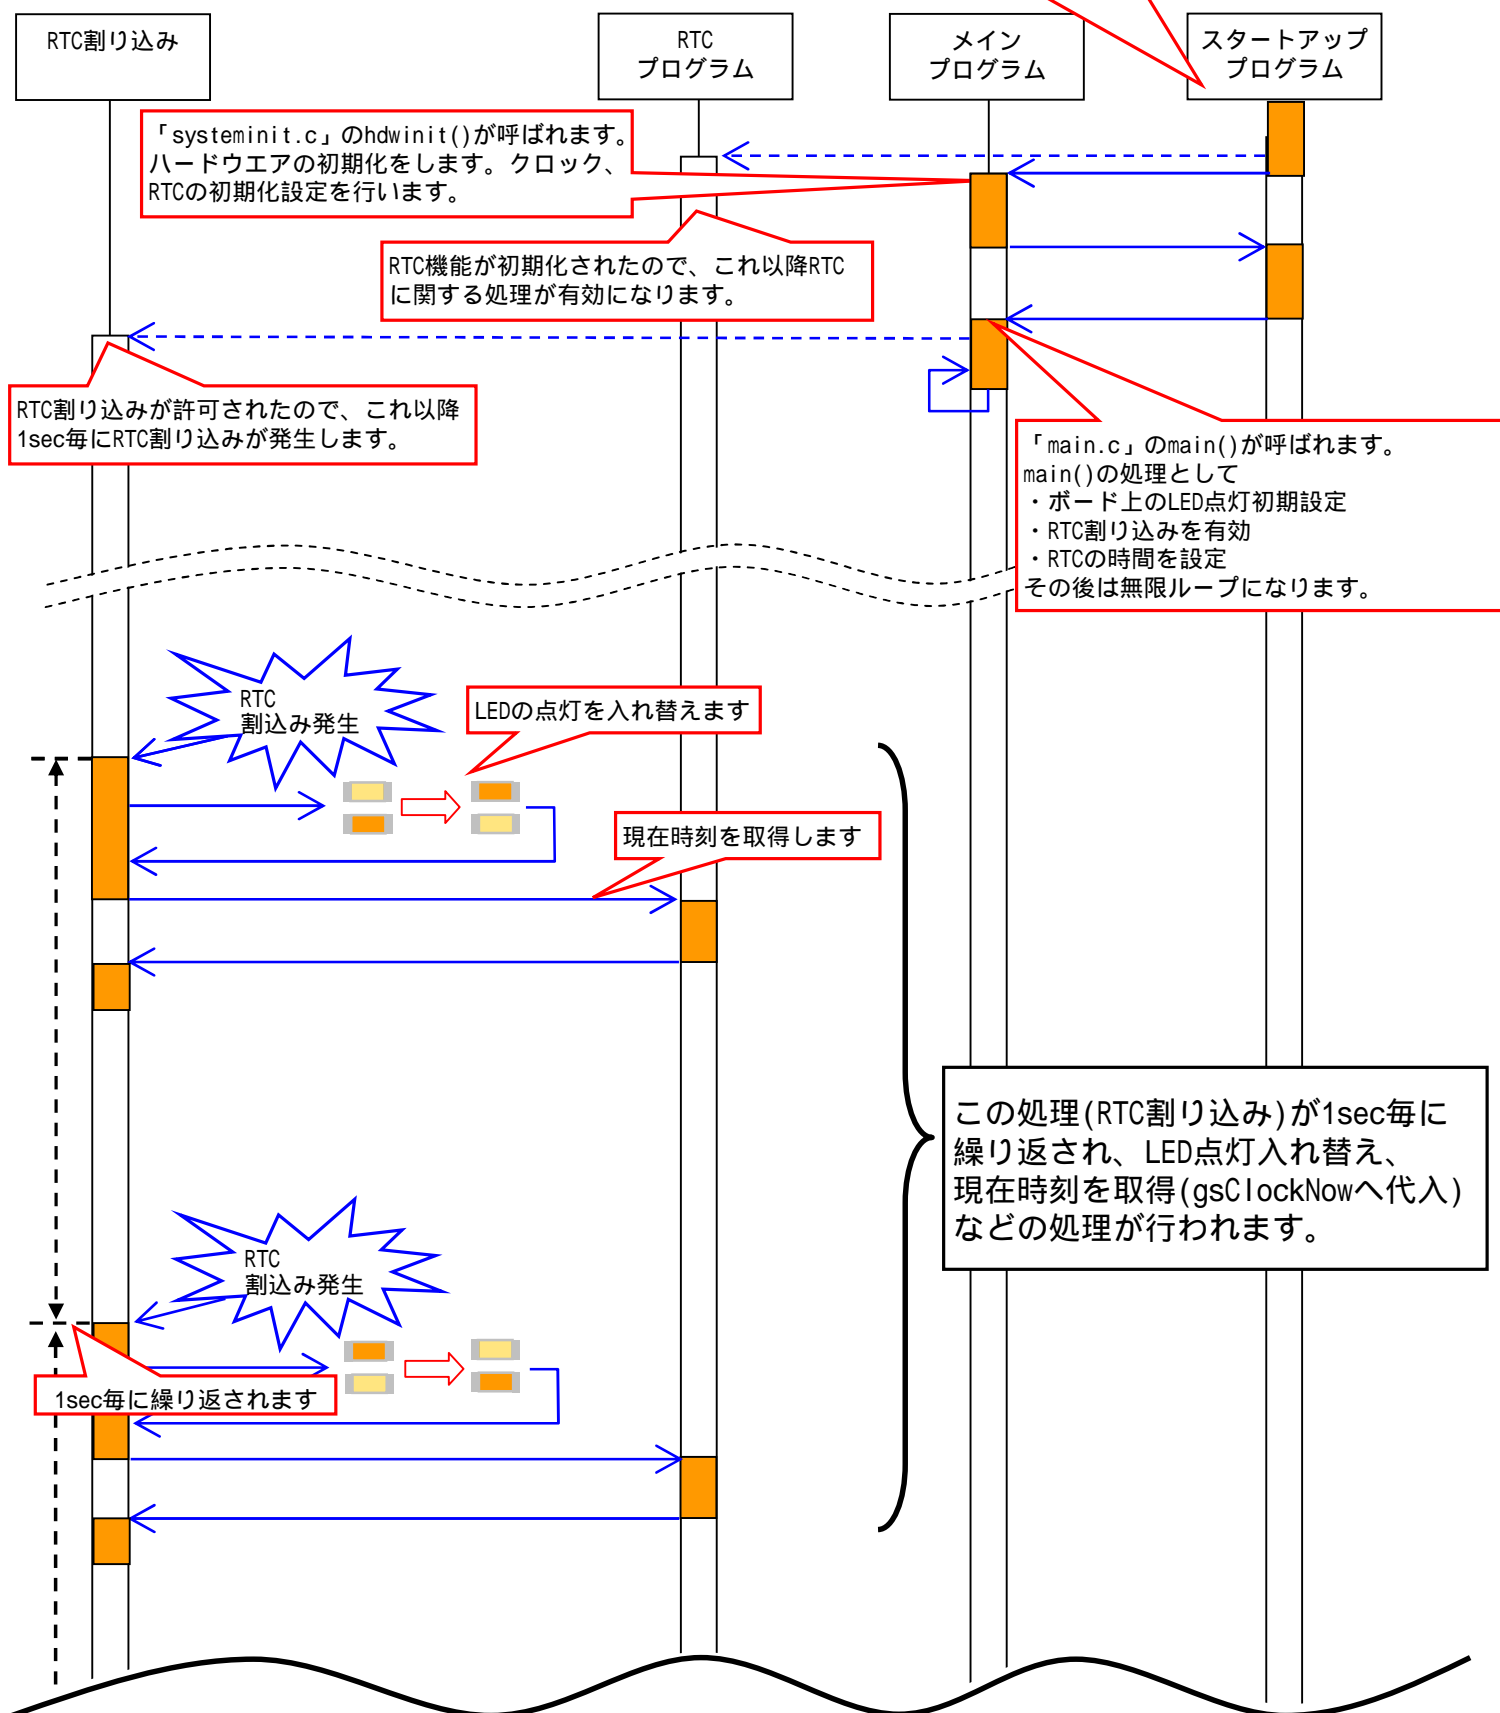 RTC割り込み
RTC
プログラム
メイン
プログラム
スタートアップ
プログラム
「systeminit.c」のhdwinit()が呼ばれます。
ハードウエアの初期化をします。クロック、
RTCの初期化設定を行います。
RTC機能が初期化されたので、これ以降RTC
に関する処理が有効になります。
RTC割り込みが許可されたので、これ以降
1sec毎にRTC割り込みが発生します。
「main.c」のmain()が呼ばれます。
main()の処理として
・ボード上のLED点灯初期設定
・RTC割り込みを有効
・RTCの時間を設定
その後は無限ループになります。
RTC
割込み発生
LEDの点灯を入れ替えます
現在時刻を取得します
この処理(RTC割り込み)が1sec毎に
繰り返され、LED点灯入れ替え、
現在時刻を取得(gsClockNowへ代入)
などの処理が行われます。
RTC
割込み発生
1sec毎に繰り返されます